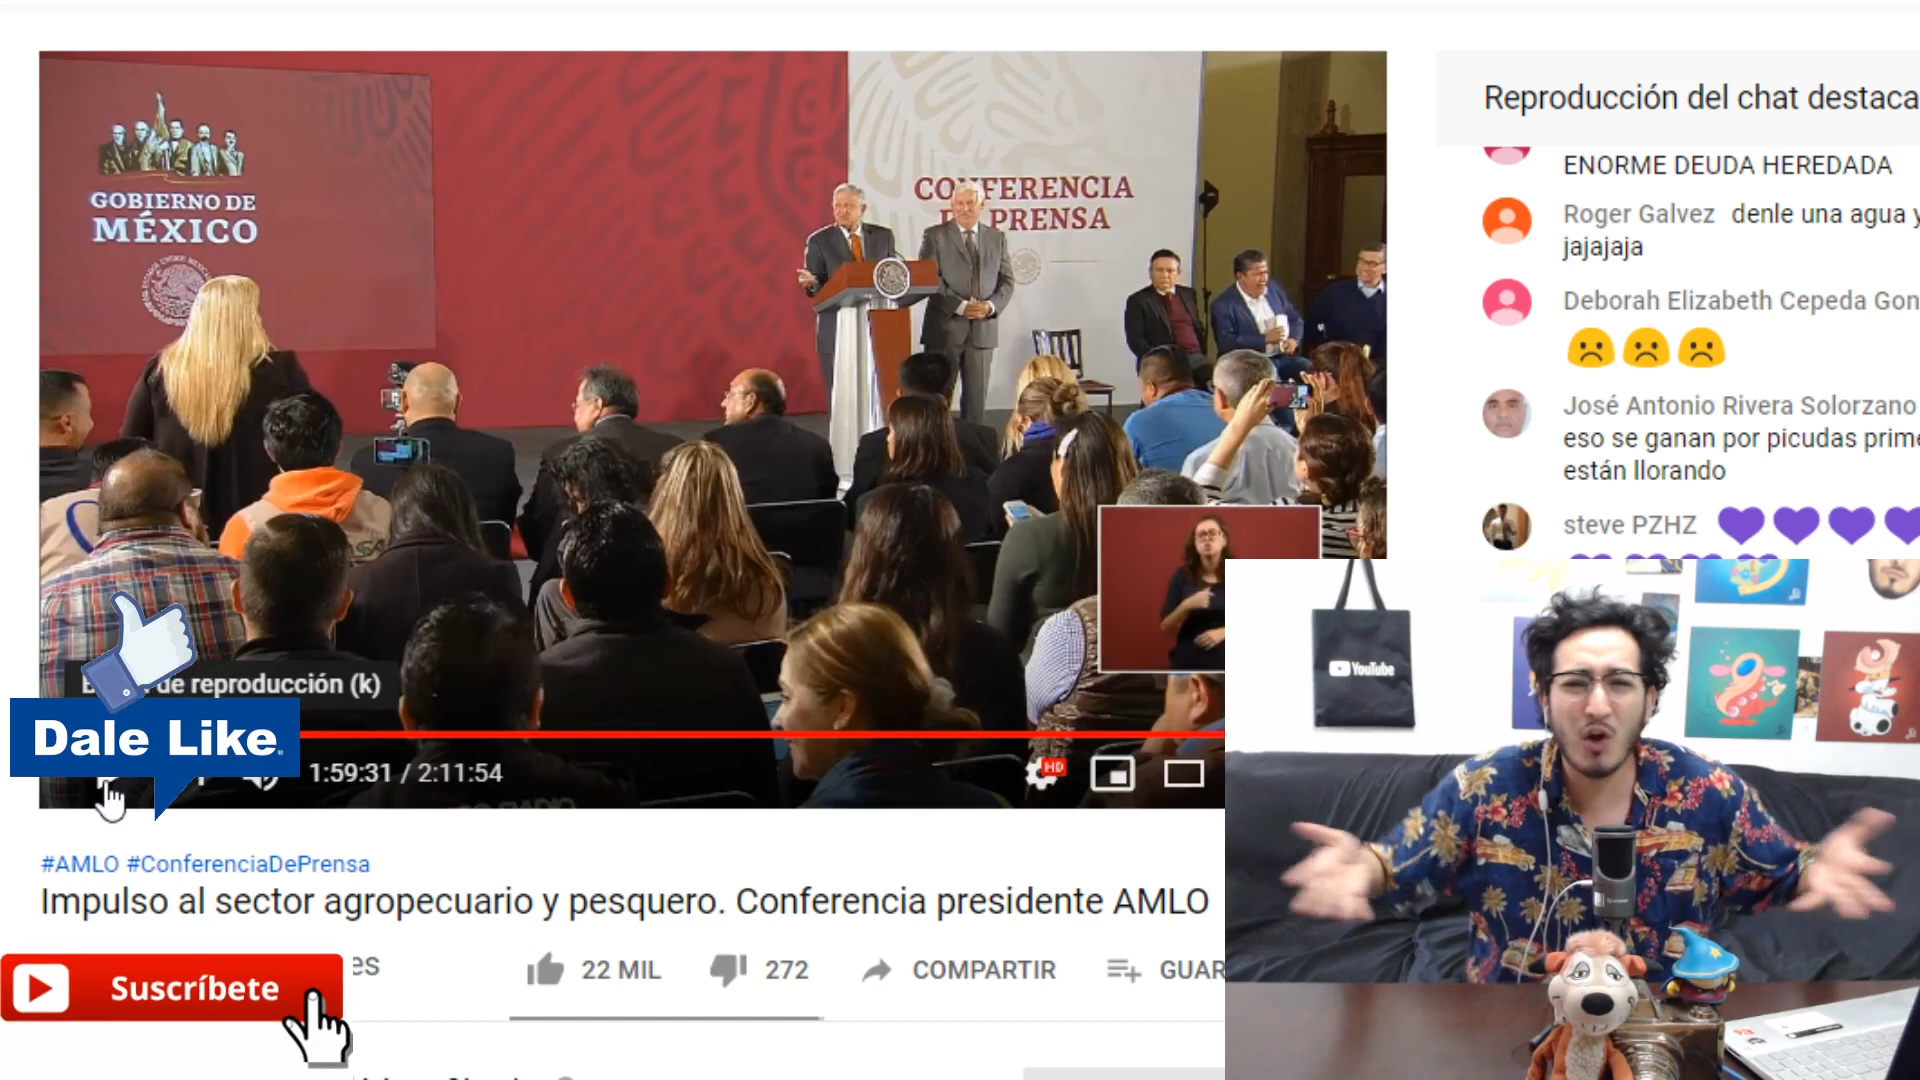 GOBIERNO DE
MÉXICO
CONFERENCIA
PRENSA
de reproducción (k)
Dale Like
1:59:31 / 2:11:54
HD
#AMLO #ConferenciaDePrensa
Impulso al sector agropecuario y pesquero. Conferencia presidente AMLO
es
22 MIL
272
COMPARTIR
GUAR
Suscríbete
Reproducción del chat destaca
ENORME DEUDA HEREDADA
Roger Galvez denle una agua y
jajajaja
Deborah Elizabeth Cepeda Gon
José Antonio Rivera Solorzano
eso se ganan por picudas prime
están llorando
steve PZHZ
YouTube